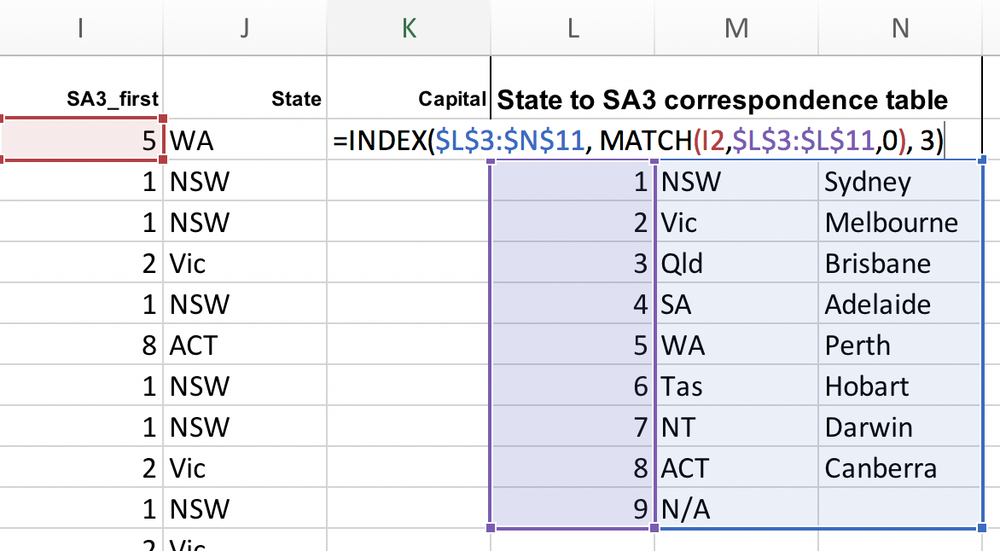 I J K L M N
SA3_first State Capital State to SA3 correspondence table
5 WA =INDEX($L$3:$N$11, MATCH(I2,$L$3:$L$11,0), 3)
1 NSW 1 NSW Sydney
1 NSW 2 Vic Melbourne
2 Vic 3 Qld Brisbane
1 NSW 4 SA Adelaide
8 ACT 5 WA Perth
1 NSW 6 Tas Hobart
1 NSW 7 NT Darwin
2 Vic 8 ACT Canberra
1 NSW 9 N/A
2 Vic